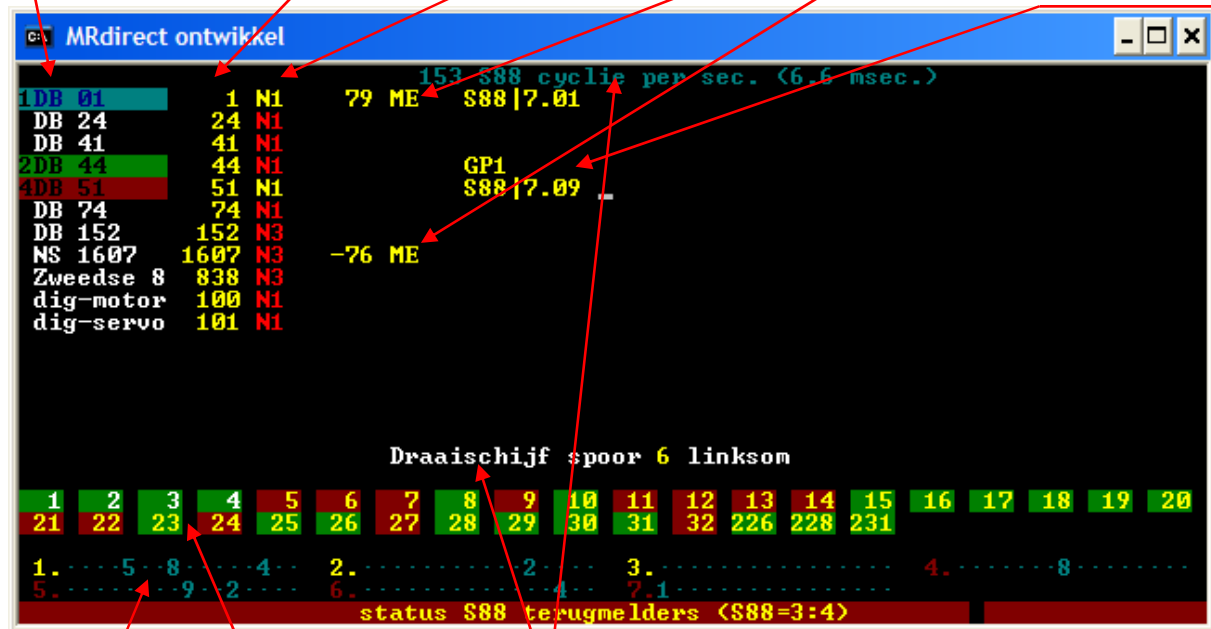 MRdirect ontwikkel
153 S88 cyclie per sec. (6.6 msec.)
1DB 01 1 N1 79 ME S88|7.01
DB 24 24 N1
DB 41 41 N1
2DB 44 44 N1 GP1
4DB 51 51 N1 S88|7.09 _
DB 74 74 N1
DB 152 152 N3
NS 1607 1607 N3 -76 ME
Zweedse 8 838 N3
dig-motor 100 N1
dig-servo 101 N1
Draaischijf spoor 6 linksom
1 2 3 4 5 6 7 8 9 10 11 12 13 14 15 16 17 18 19 20
21 22 23 24 25 26 27 28 29 30 31 32 226 228 231
1.····5··8·····4·· 2.···········2···· 3.················ 4.·······8········
5.········9··2···· 6.·············4·· 7.1···············
status S88 terugmelders (S88=3:4)